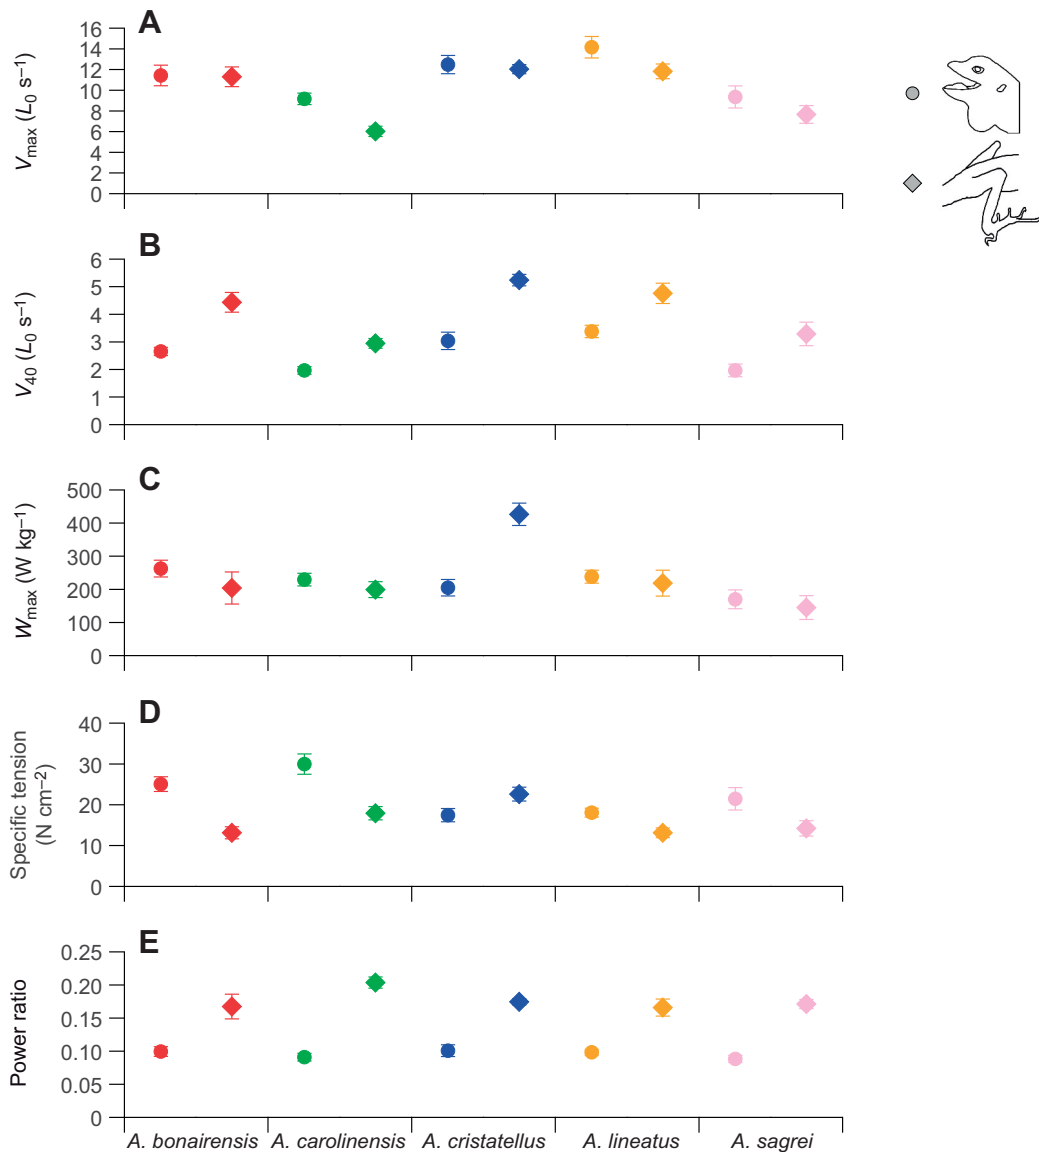 A
16
14
12
10
8
6
4
2
0
Vmax (L0 s–1)
B
6
5
4
3
2
1
0
V40 (L0 s–1)
C
500
400
300
200
100
0
Wmax (W kg–1)
D
40
30
20
10
0
Specific tension
(N cm–2)
E
0.25
0.20
0.15
0.10
0.05
0
Power ratio
A. bonairensis A. carolinensis A. cristatellus A. lineatus A. sagrei